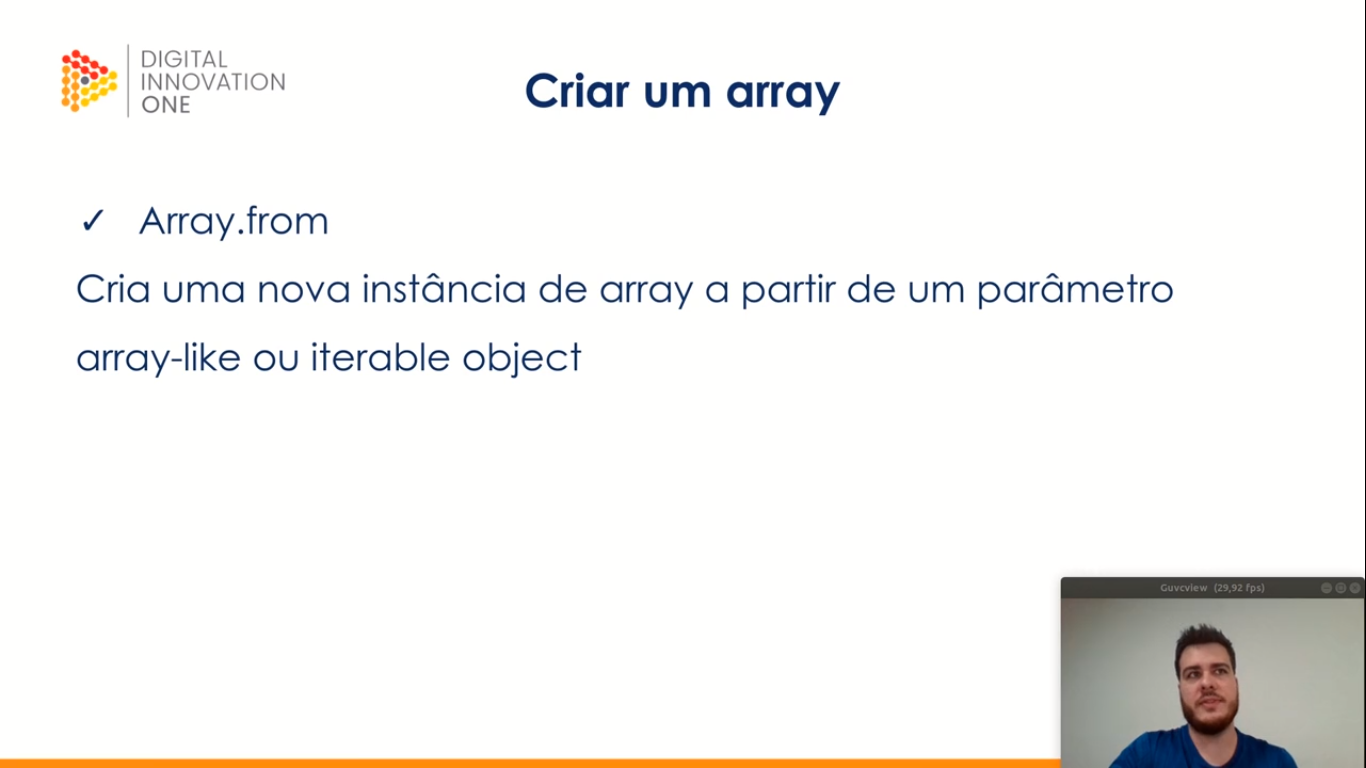 DIGITAL
INNOVATION
ONE
Criar um array
✓ Array.from
Cria uma nova instância de array a partir de um parâmetro
array-like ou iterable object
Guvcview (29,92 fps)